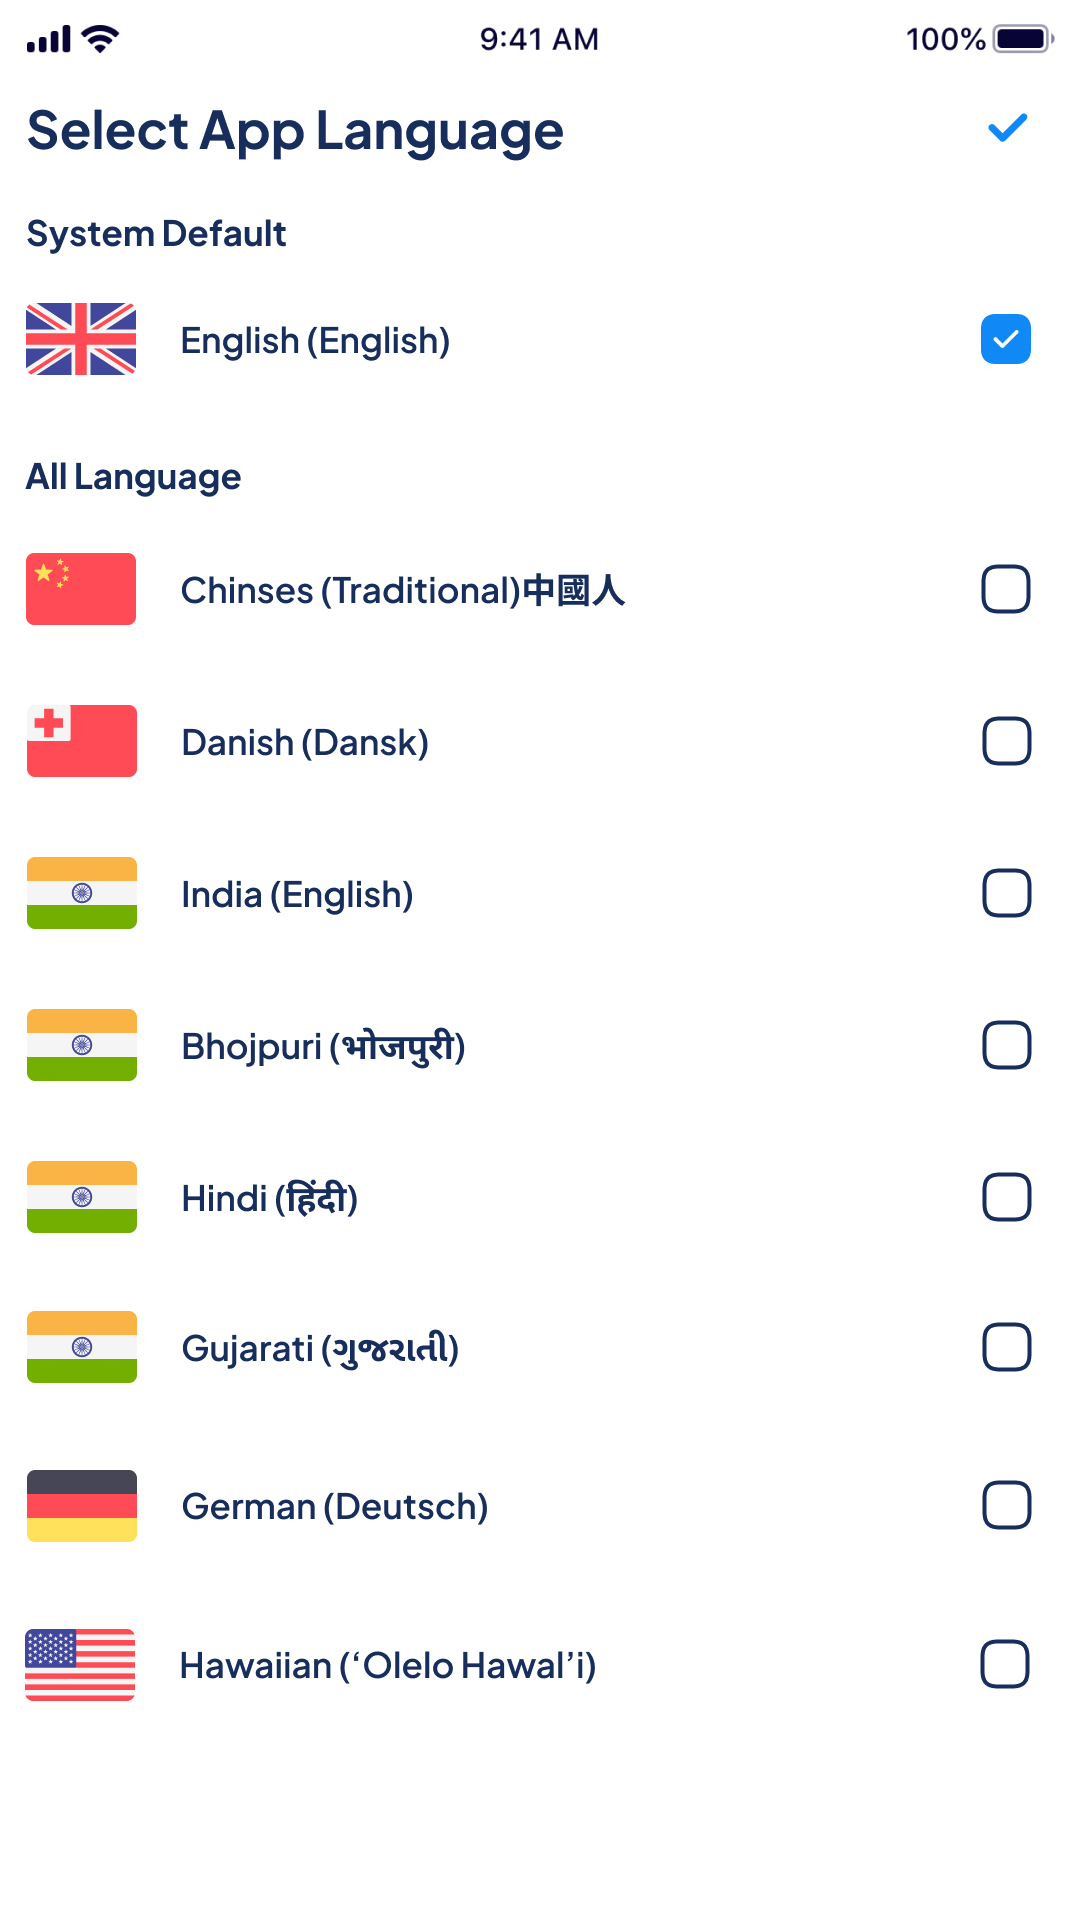 9:41 AM 100%
Select App Language
System Default
English (English)
All Language
Chinses (Traditional)中國人
Danish (Dansk)
India (English)
Bhojpuri (भोजपुरी)
Hindi (हिंदी)
Gujarati (ગુજરાતી)
German (Deutsch)
Hawaiian (‘Olelo Hawal’i)